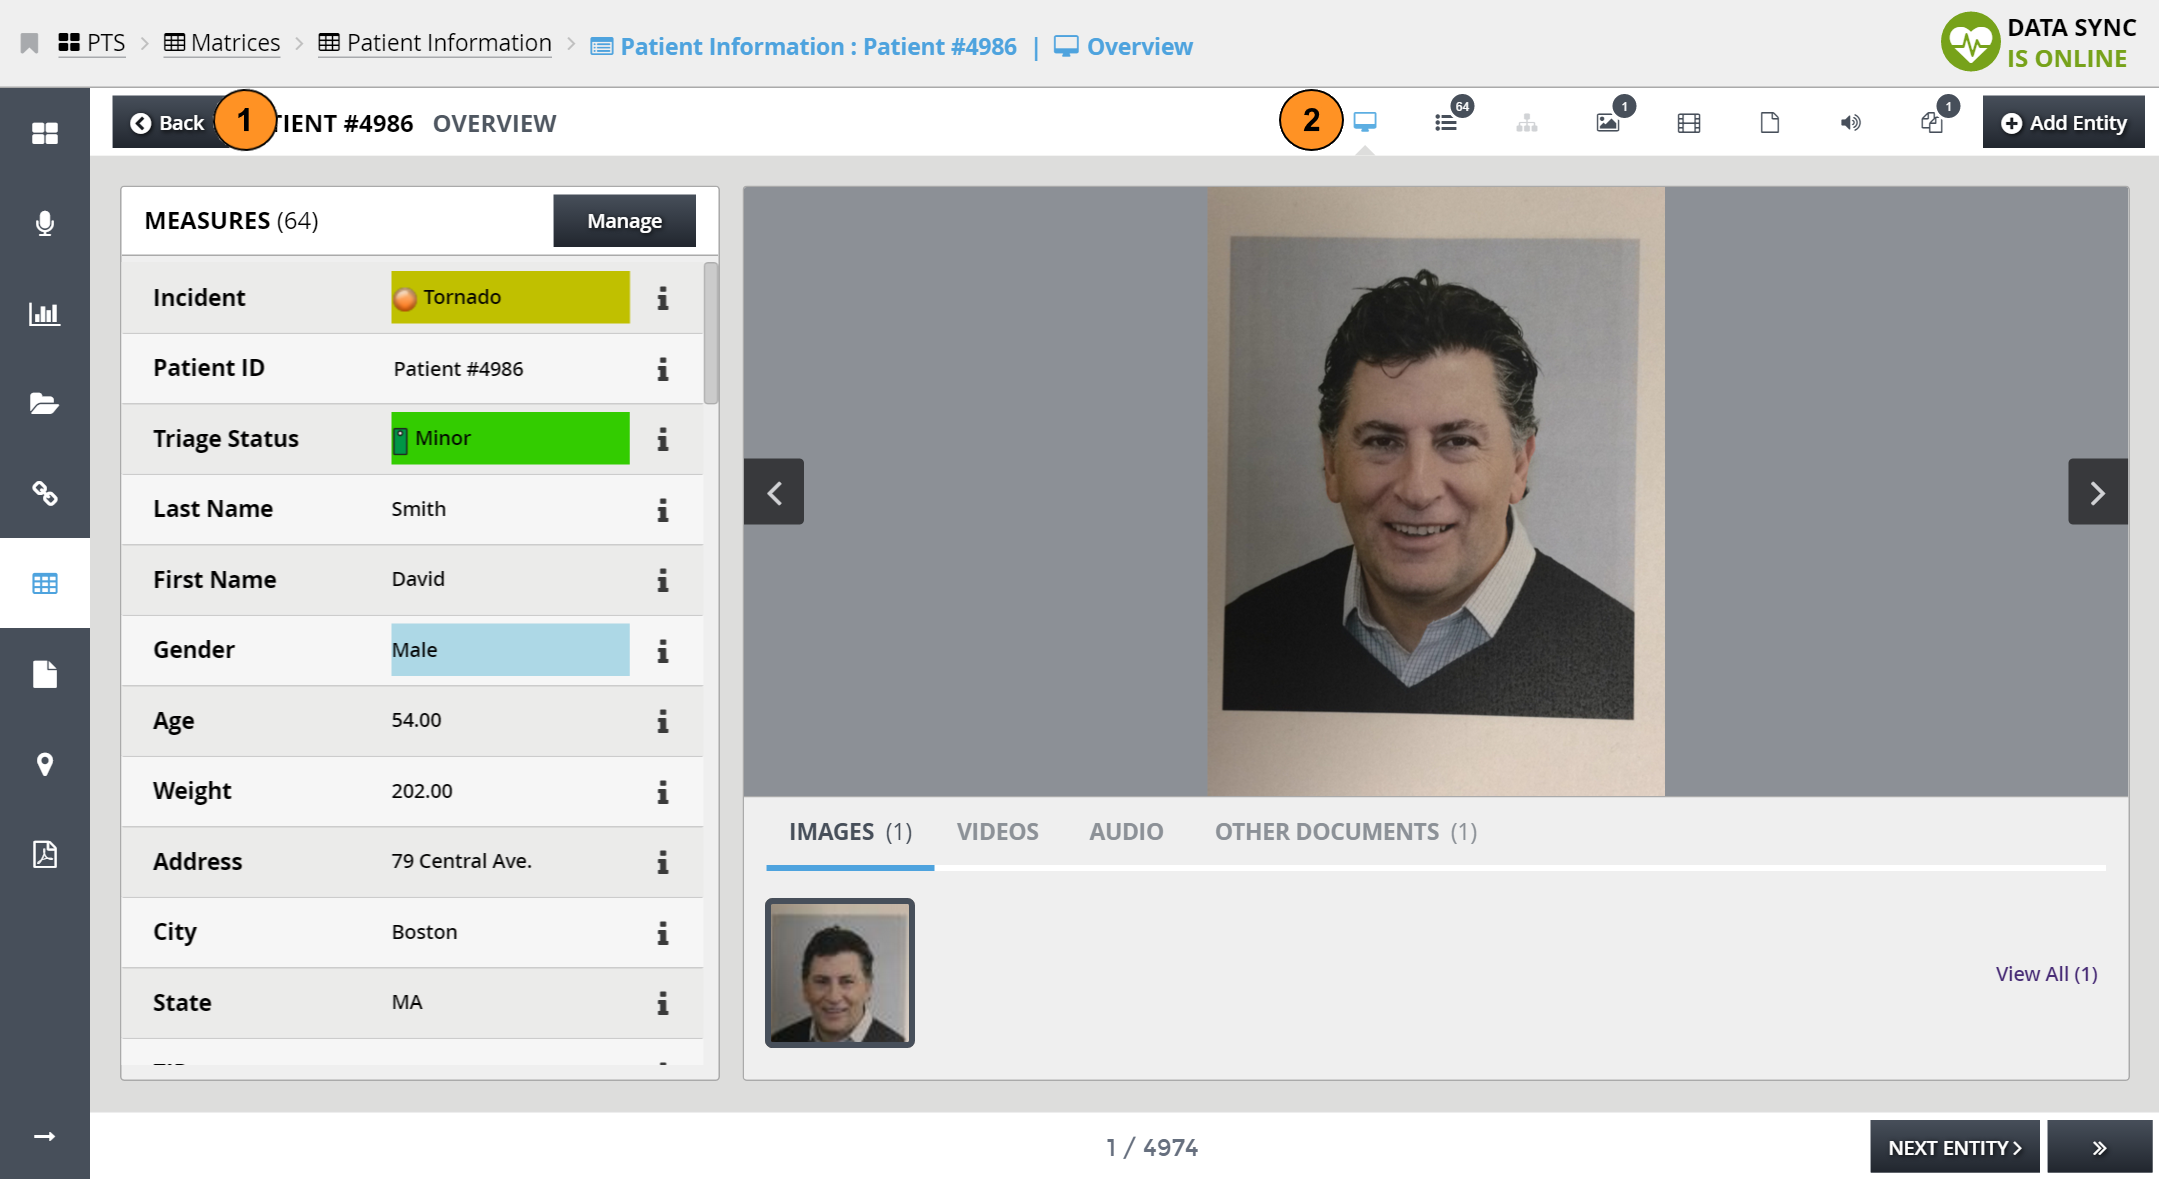 PTS > Matrices > Patient Information > Patient Information : Patient #4986 | Overview
DATA SYNC
IS ONLINE
Back 1 TIENT #4986 OVERVIEW
2 64 1 1 Add Entity
MEASURES (64) Manage
Incident Tornado
Patient ID Patient #4986
Triage Status Minor
Last Name Smith
First Name David
Gender Male
Age 54.00
Weight 202.00
Address 79 Central Ave.
City Boston
State MA
IMAGES (1) VIDEOS AUDIO OTHER DOCUMENTS (1)
View All (1)
1 / 4974
NEXT ENTITY